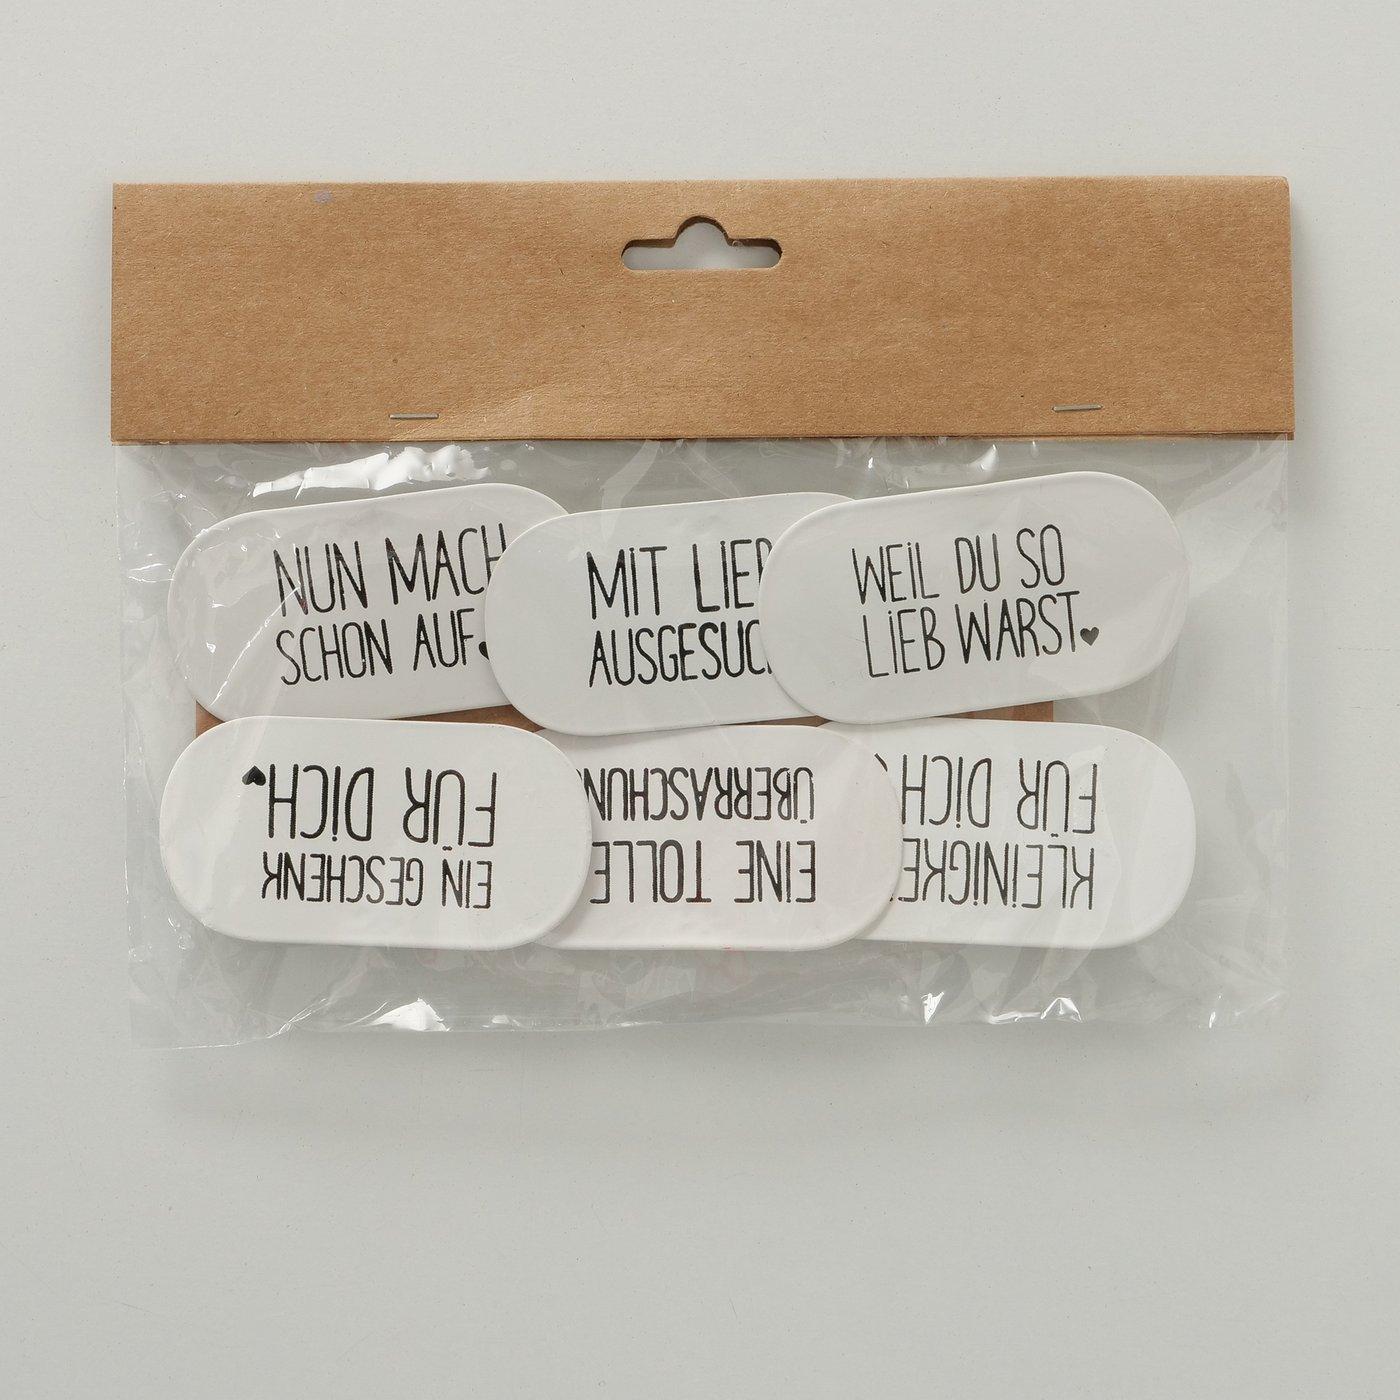 NUN MACH
SCHON AUF.
MIT LIEB
AUSGESUC
WEIL DU SO
LIEB WARST.
EIN GESCHENK
FÜR DICH.
EINE TOLLE
ÜBERRASCHUN
KLEINIGKE
FÜR DICH